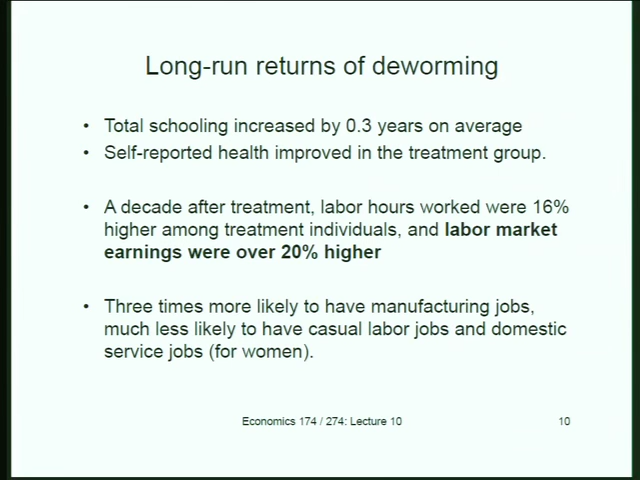 Long-run returns of deworming
• Total schooling increased by 0.3 years on average
• Self-reported health improved in the treatment group.
• A decade after treatment, labor hours worked were 16%
higher among treatment individuals, and labor market
earnings were over 20% higher
• Three times more likely to have manufacturing jobs,
much less likely to have casual labor jobs and domestic
service jobs (for women).
Economics 174 / 274: Lecture 10
10